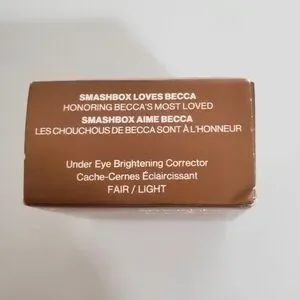 SMASHBOX LOVES BECCA
HONORING BECCA'S MOST LOVED
SMASHBOX AIME BECCA
LES CHOUCHOUS DE BECCA SONT À L'HONNEUR
Under Eye Brightening Corrector
Cache-Cernes Éclaircissant
FAIR / LIGHT